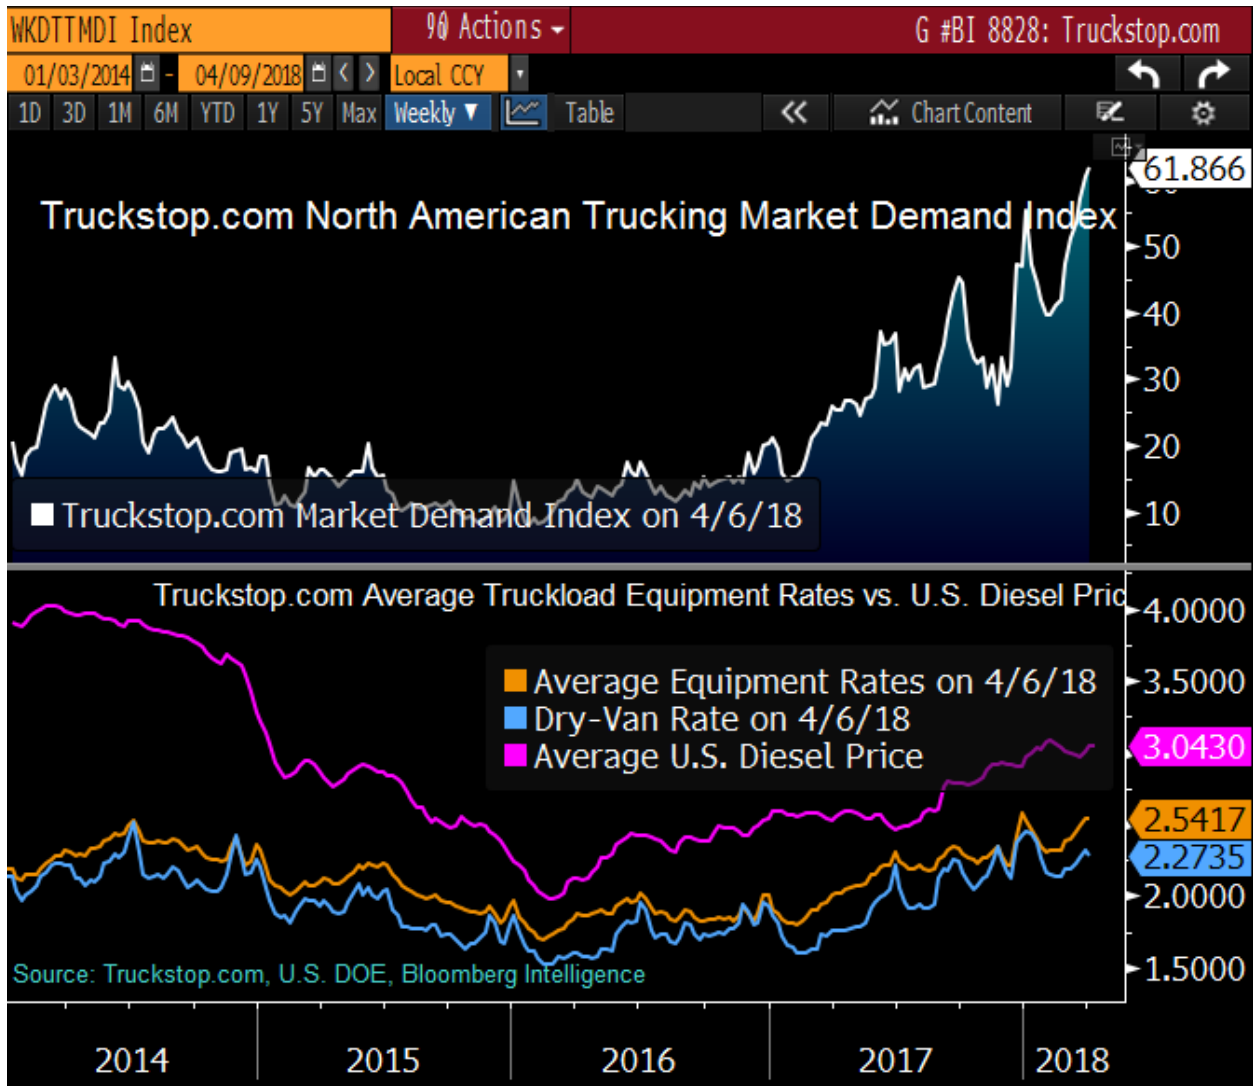 WKDTTMDI Index 90 Actions G #BI 8828: Truckstop.com
01/03/2014 - 04/09/2018 Local CCY
1D 3D 1M 6M YTD 1Y 5Y Max Weekly Table Chart Content
61.866
Truckstop.com North American Trucking Market Demand Index
50
40
30
20
Truckstop.com Market Demand Index on 4/6/18
10
Truckstop.com Average Truckload Equipment Rates vs. U.S. Diesel Pric
4.0000
Average Equipment Rates on 4/6/18
3.5000
Dry-Van Rate on 4/6/18
Average U.S. Diesel Price
3.0430
2.5417
2.2735
2.0000
Source: Truckstop.com, U.S. DOE, Bloomberg Intelligence
1.5000
2014 2015 2016 2017 2018